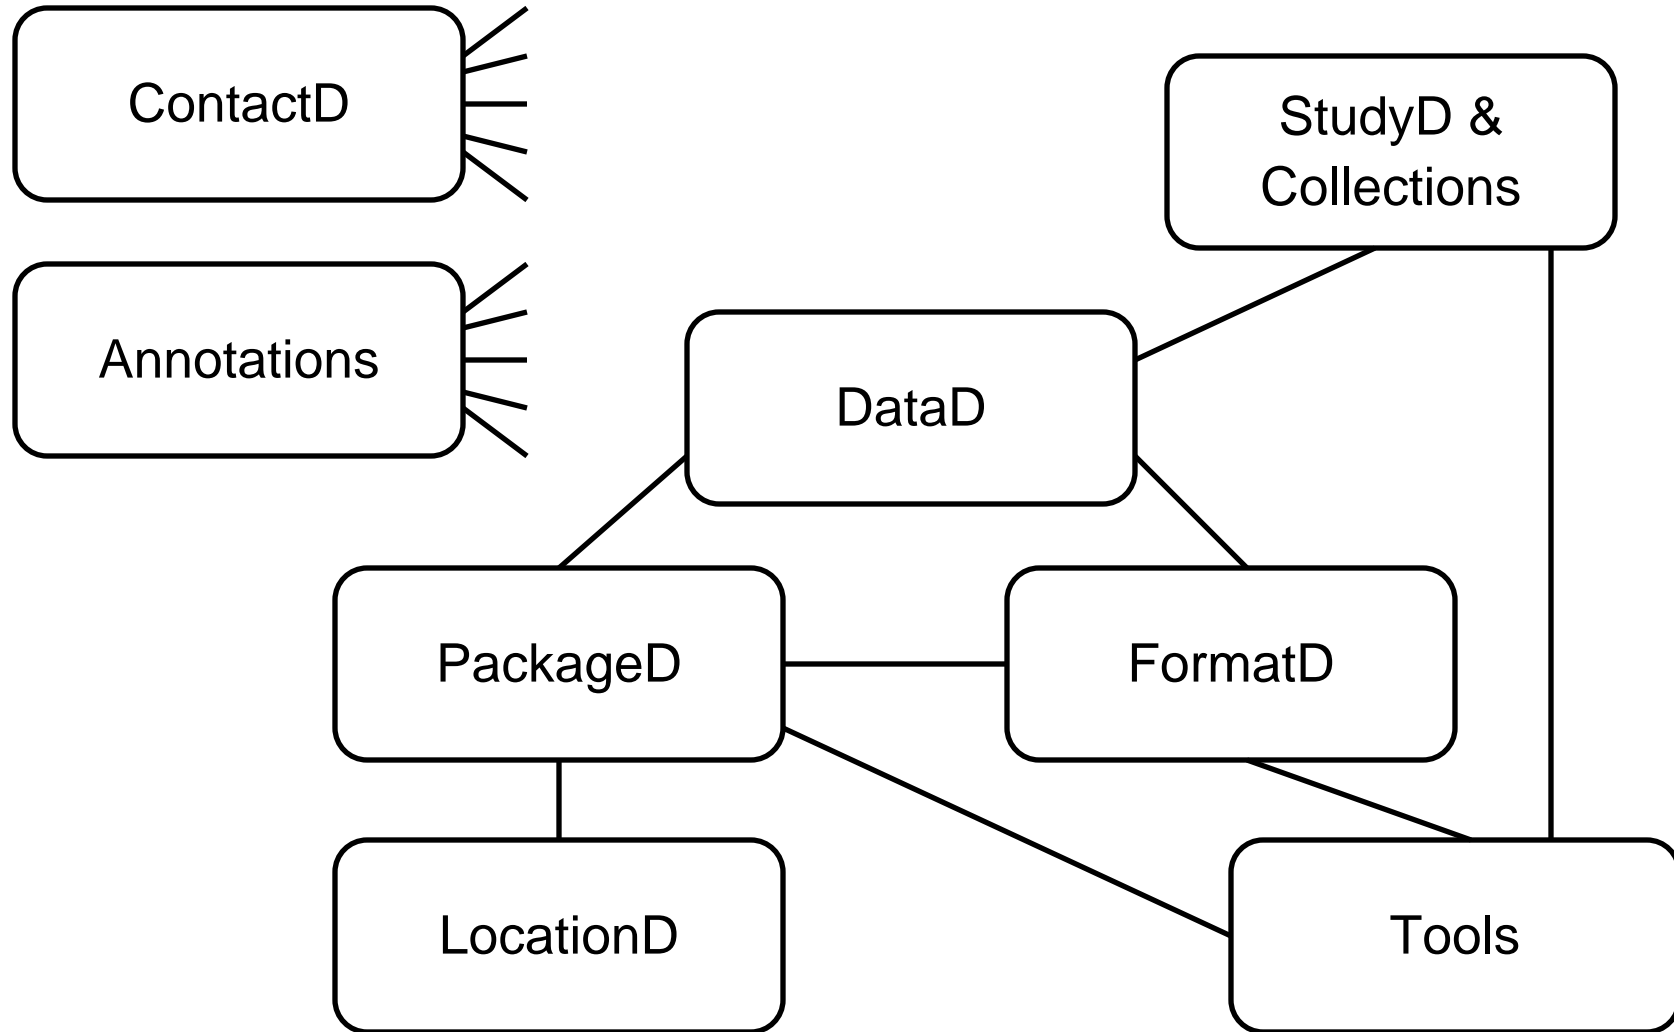 ContactD
StudyD &
Collections
Annotations
DataD
PackageD
FormatD
LocationD
Tools